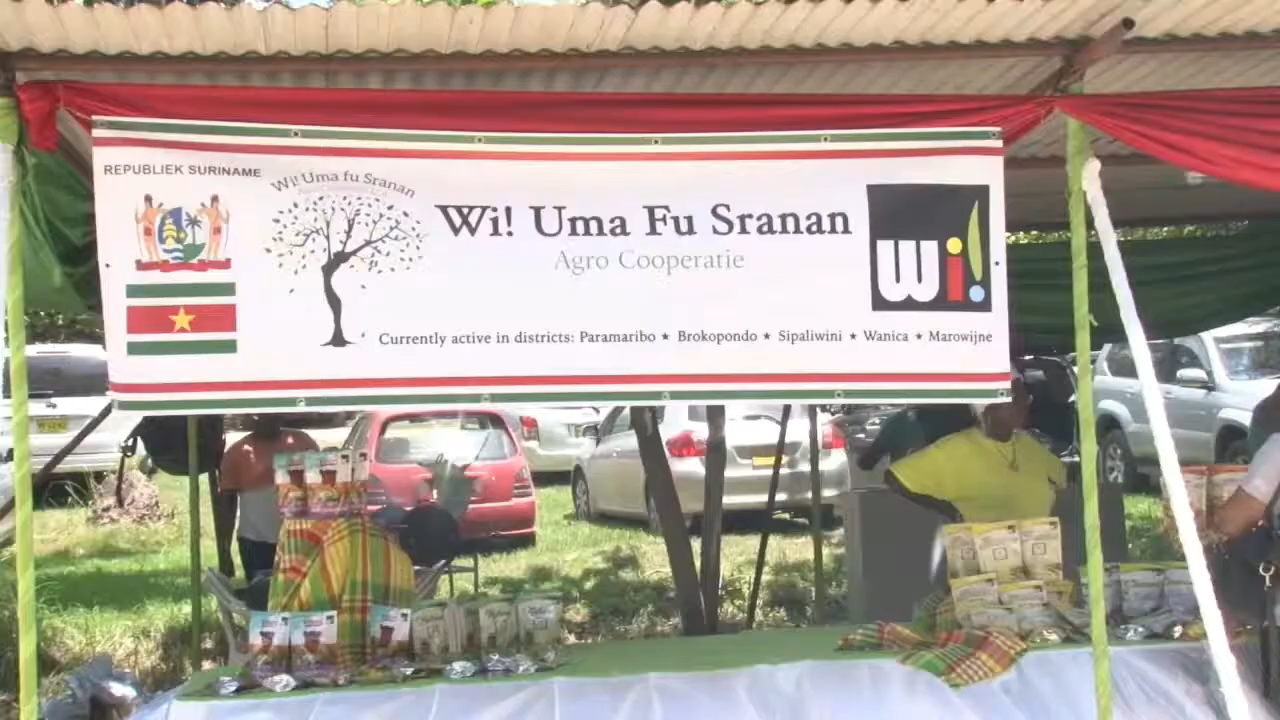 REPUBLIEK SURINAME
Wi! Uma fu Sranan
Wi! Uma Fu Sranan
Agro Cooperatie
wi!
Currently active in districts: Paramaribo ★ Brokopondo ★ Sipaliwini ★ Wanica ★ Marowijne